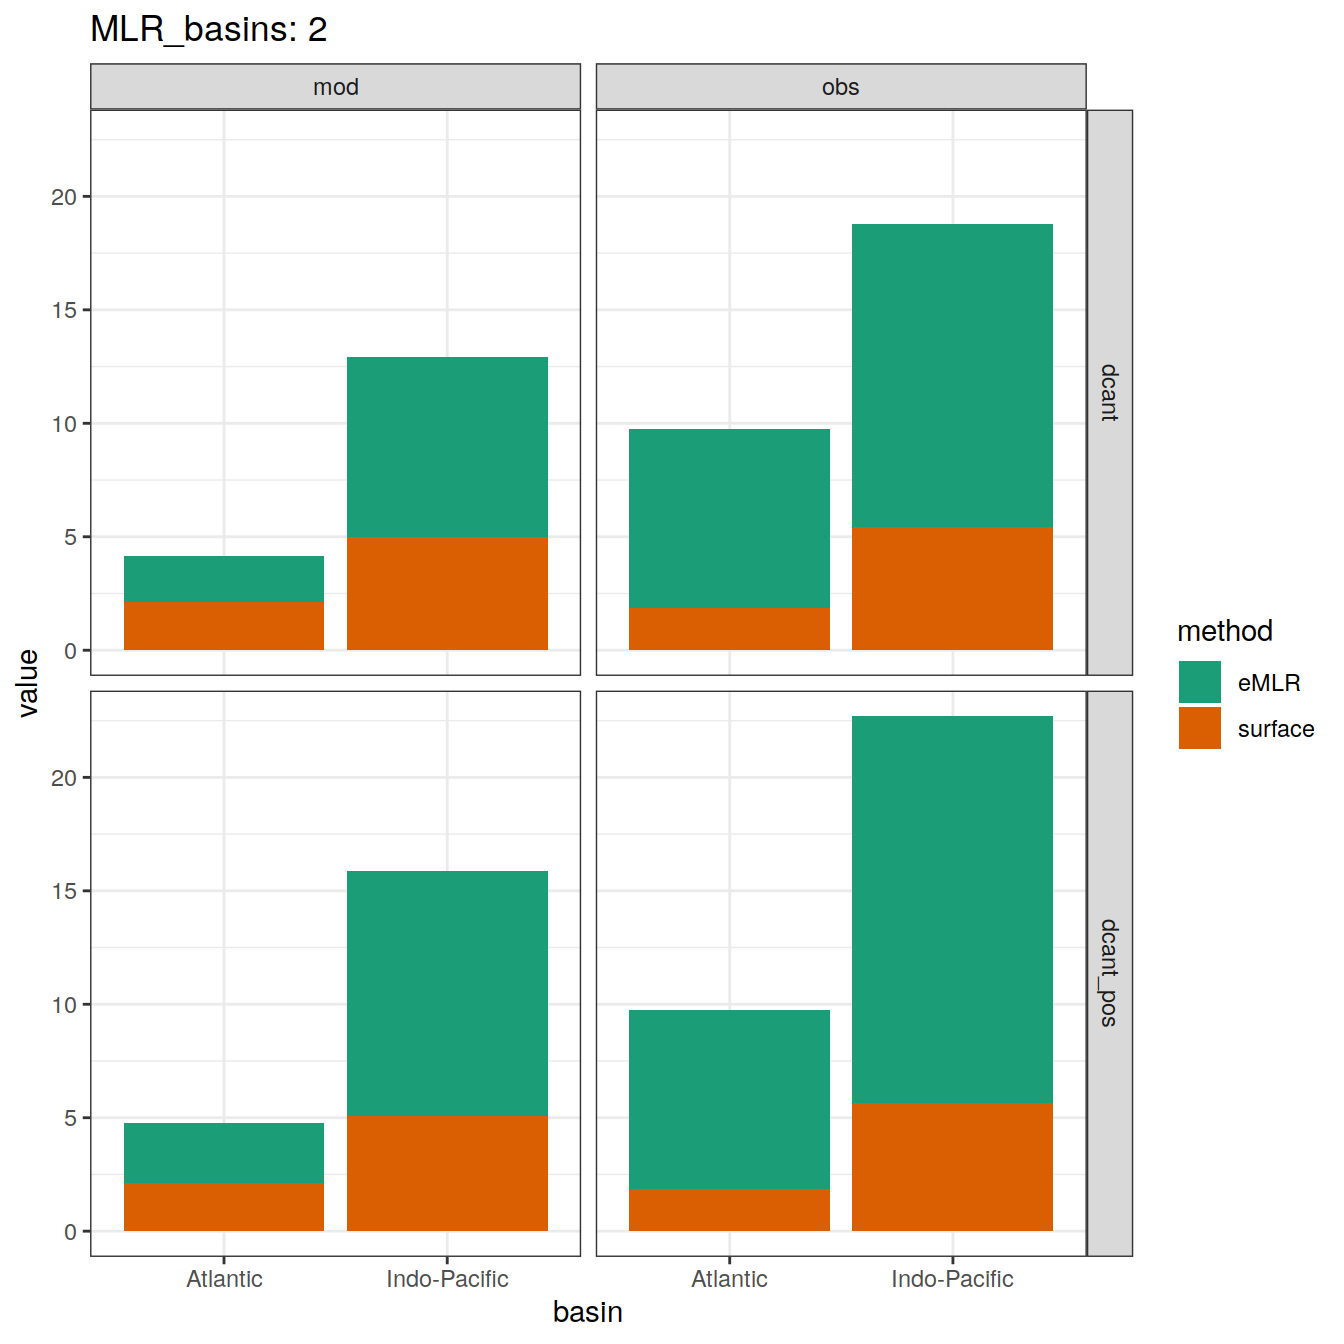 MLR_basins: 2
mod
obs
20
15
10
5
0
dcant
20
15
10
5
0
dcant_pos
value
Atlantic
Indo-Pacific
Atlantic
Indo-Pacific
basin
method
eMLR
surface